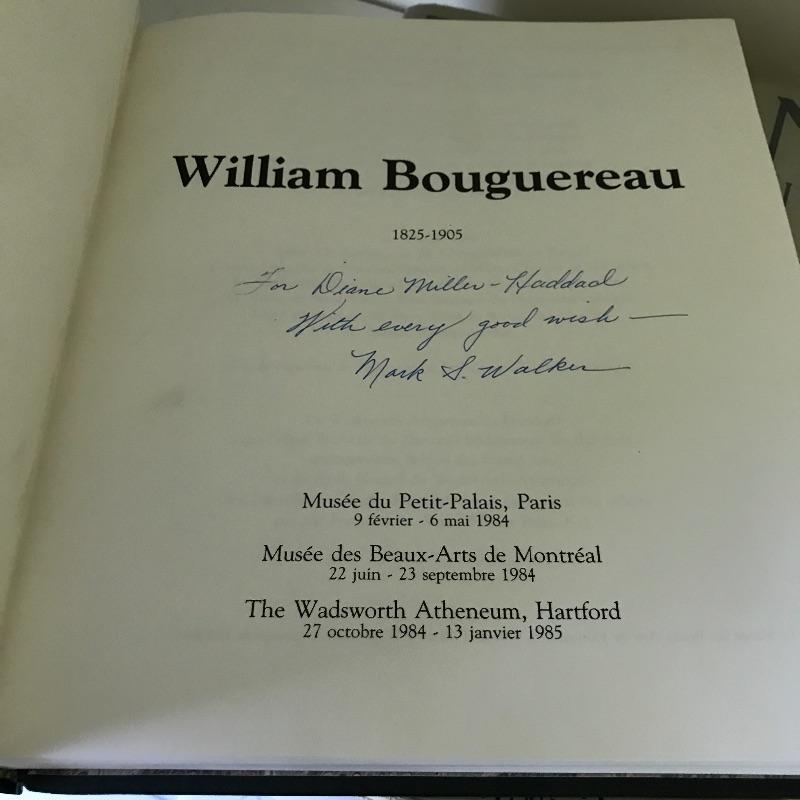 William Bouguereau
1825-1905
For Diane Miller-Haddad
With every good wish —
Mark S. Walker
Musée du Petit-Palais, Paris
9 février - 6 mai 1984
Musée des Beaux-Arts de Montréal
22 juin - 23 septembre 1984
The Wadsworth Atheneum, Hartford
27 octobre 1984 - 13 janvier 1985